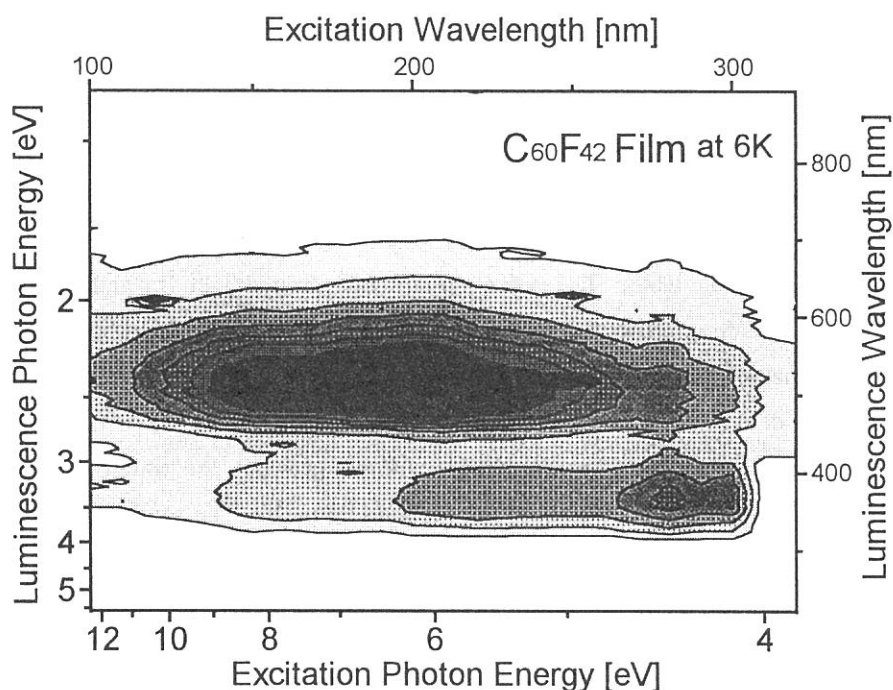 Excitation Wavelength [nm]
100 200 300
C60F42 Film at 6K
Luminescence Photon Energy [eV]
2
3
4
5
800
600
400
Luminescence Wavelength [nm]
12 10 8 6 4
Excitation Photon Energy [eV]